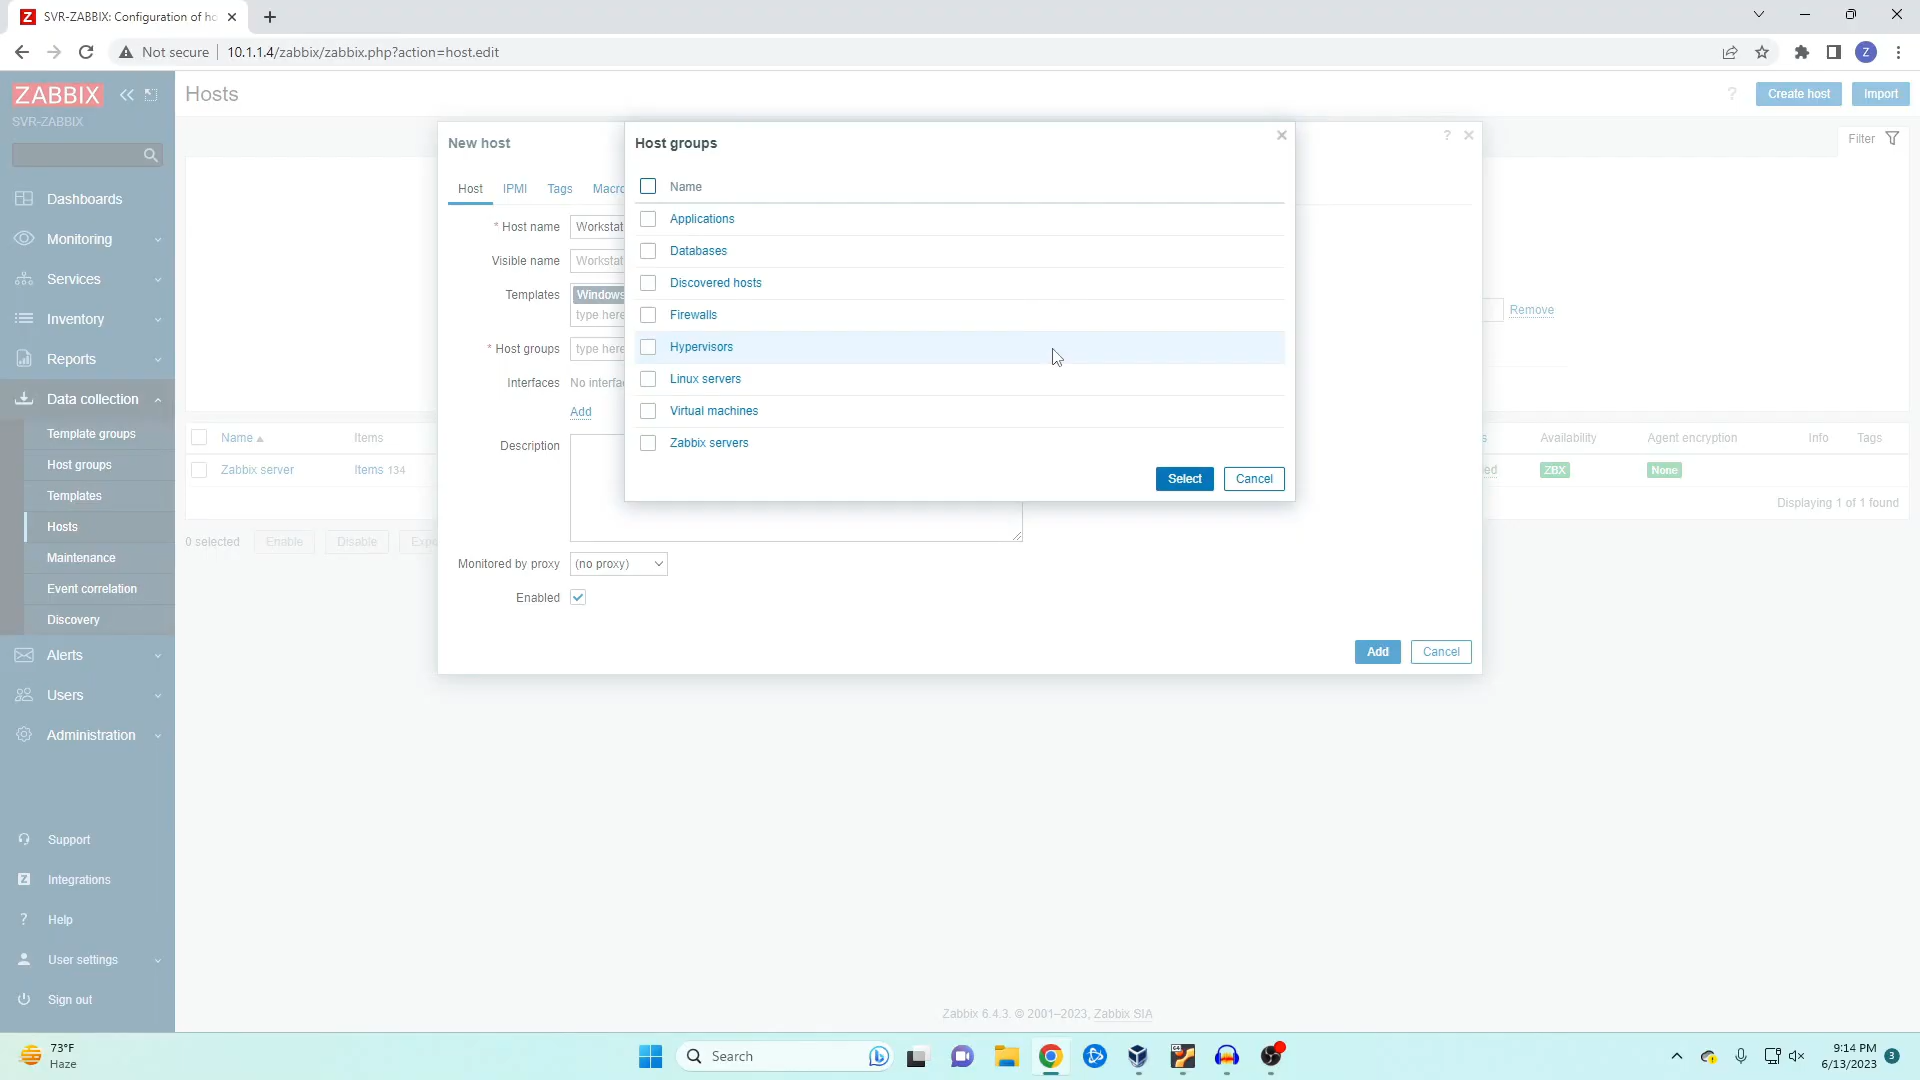 SVR-ZABBIX: Configuration of ho
Not secure
10.1.1.4/zabbix/zabbix.php?action=host.edit
Z
ZABBIX
SVR-ZABBIX
Dashboards
Monitoring
Services
Inventory
Reports
Data collection
Template groups
Host groups
Templates
Hosts
Maintenance
Event correlation
Discovery
Alerts
Users
Administration
Support
Integrations
Help
User settings
Sign out
Hosts
?
Create host
Import
Filter
Remove
Name
Items
Availability
Agent encryption
Info
Tags
Zabbix server
Items 134
ed
ZBX
None
Displaying 1 of 1 found
0 selected
Enable
Disable
Expo
New host
?
Host
IPMI
Tags
Macro
* Host name
Workstat
Visible name
Workstat
Templates
Windows
type here
* Host groups
type here
Interfaces
No interfa
Add
Description
Monitored by proxy
(no proxy)
Enabled
Add
Cancel
Host groups
Name
Applications
Databases
Discovered hosts
Firewalls
Hypervisors
Linux servers
Virtual machines
Zabbix servers
Select
Cancel
Zabbix 6.4.3. © 2001–2023, Zabbix SIA
73°F
Haze
Search
9:14 PM
6/13/2023
3